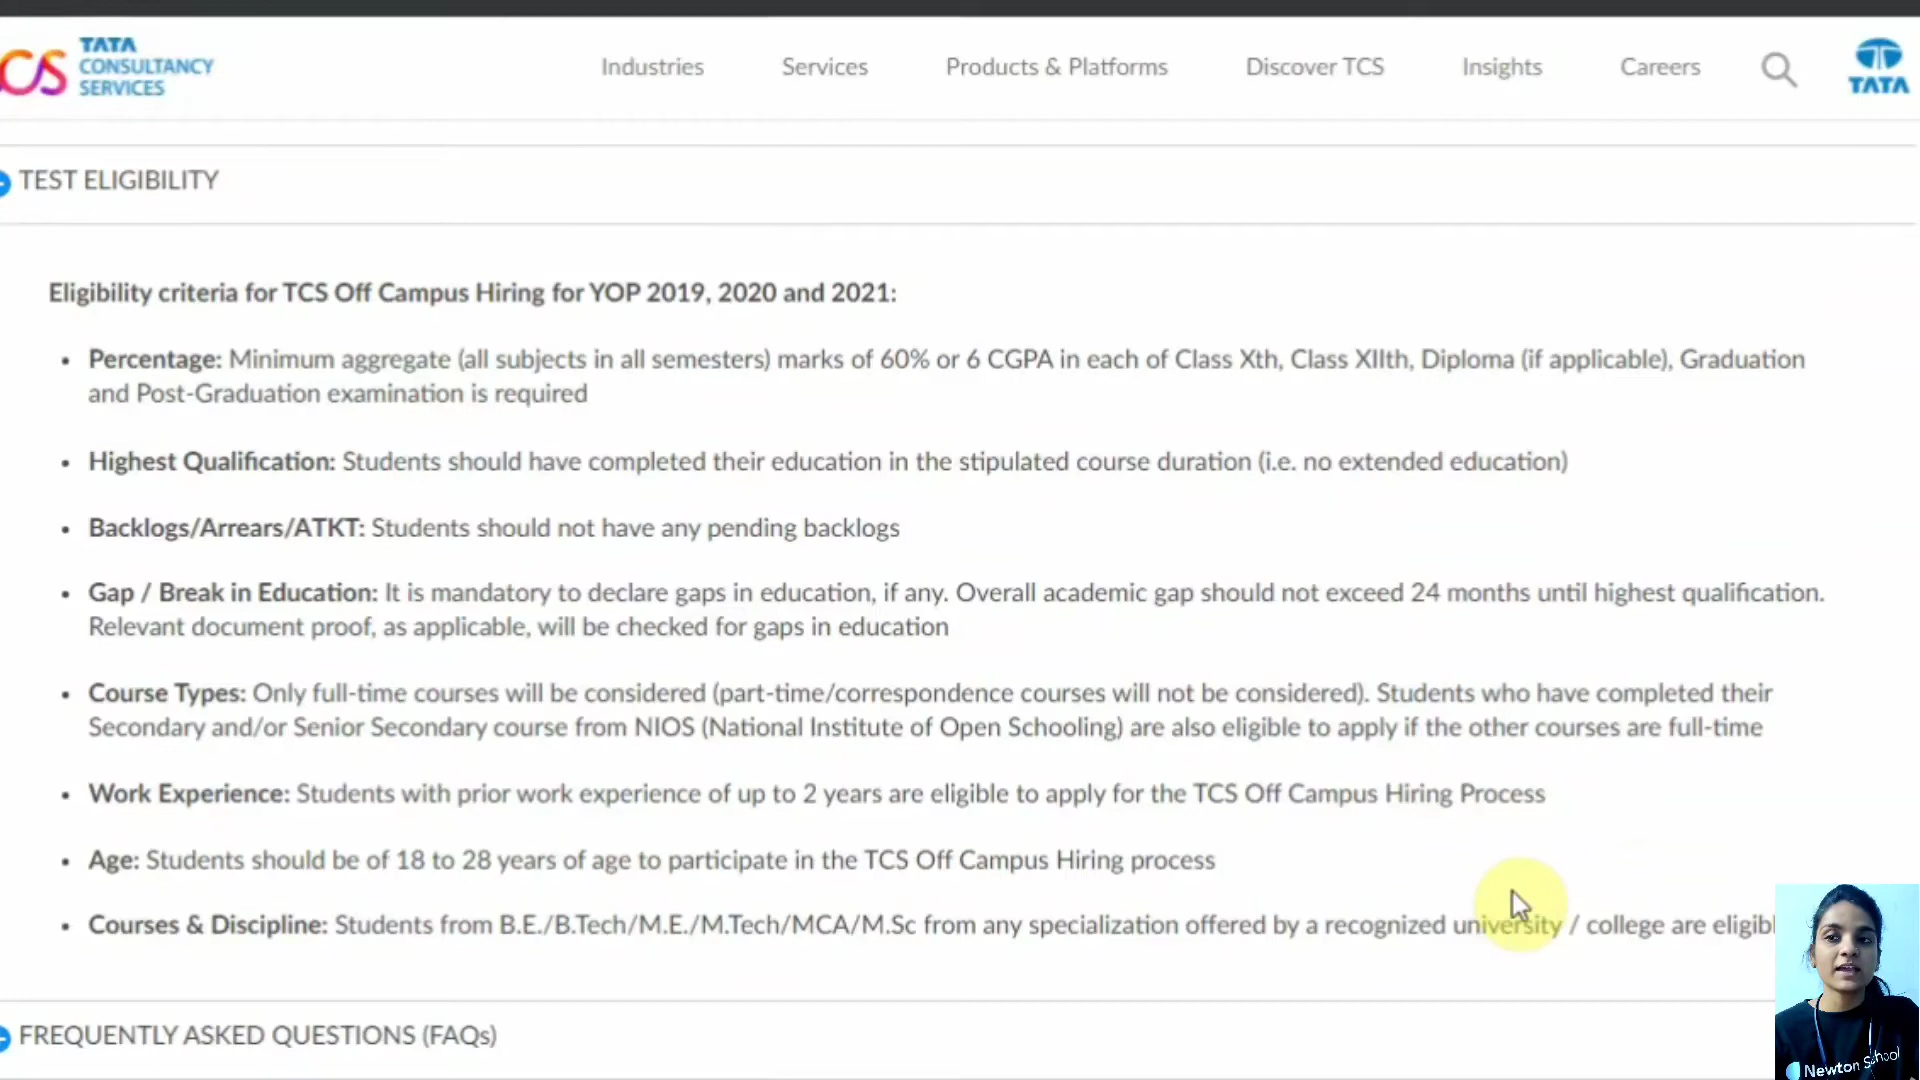 CS TATA
CONSULTANCY
SERVICES
Industries Services Products & Platforms Discover TCS Insights Careers
TATA
TEST ELIGIBILITY
Eligibility criteria for TCS Off Campus Hiring for YOP 2019, 2020 and 2021:
• Percentage: Minimum aggregate (all subjects in all semesters) marks of 60% or 6 CGPA in each of Class Xth, Class XIIth, Diploma (if applicable), Graduation
and Post-Graduation examination is required
• Highest Qualification: Students should have completed their education in the stipulated course duration (i.e. no extended education)
• Backlogs/Arrears/ATKT: Students should not have any pending backlogs
• Gap / Break in Education: It is mandatory to declare gaps in education, if any. Overall academic gap should not exceed 24 months until highest qualification.
Relevant document proof, as applicable, will be checked for gaps in education
• Course Types: Only full-time courses will be considered (part-time/correspondence courses will not be considered). Students who have completed their
Secondary and/or Senior Secondary course from NIOS (National Institute of Open Schooling) are also eligible to apply if the other courses are full-time
• Work Experience: Students with prior work experience of up to 2 years are eligible to apply for the TCS Off Campus Hiring Process
• Age: Students should be of 18 to 28 years of age to participate in the TCS Off Campus Hiring process
• Courses & Discipline: Students from B.E./B.Tech/M.E./M.Tech/MCA/M.Sc from any specialization offered by a recognized university / college are eligibl
FREQUENTLY ASKED QUESTIONS (FAQs)
Newton School